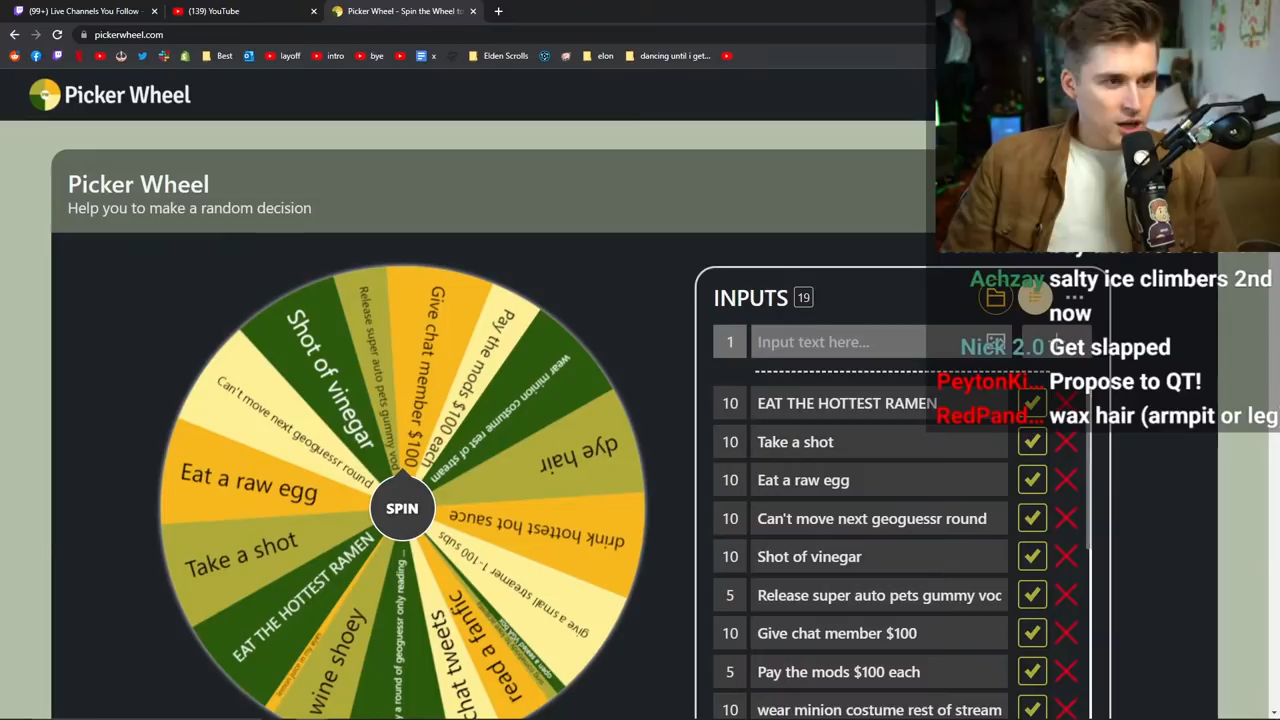 (99+) Live Channels You Follow -
(139) YouTube
Picker Wheel - Spin the Wheel to
pickerwheel.com
Best
layoff
intro
bye
x
Elden Scrolls
elon
dancing until i get...
Picker Wheel
Picker Wheel
Help you to make a random decision
INPUTS 19
1 Input text here...
10 EAT THE HOTTEST RAMEN
10 Take a shot
10 Eat a raw egg
10 Can't move next geoguessr round
10 Shot of vinegar
5 Release super auto pets gummy voc
10 Give chat member $100
5 Pay the mods $100 each
10 wear minion costume rest of stream
Achzay salty ice climbers 2nd
now
Nick 2.0 Get slapped
PeytonKi... Propose to QT!
RedPand... wax hair (armpit or leg
SPIN
Give chat member $100
Pay the mods $100 each
wear minion costume rest of stream
dye hair
drink hottest hot sauce
give a small streamer 1-100 subs
read a fanfic
chat tweets
y a round of geoguessr only reading ...
wine shoey
EAT THE HOTTEST RAMEN
Take a shot
Eat a raw egg
Can't move next geoguessr round
Shot of vinegar
Release super auto pets gummy vod